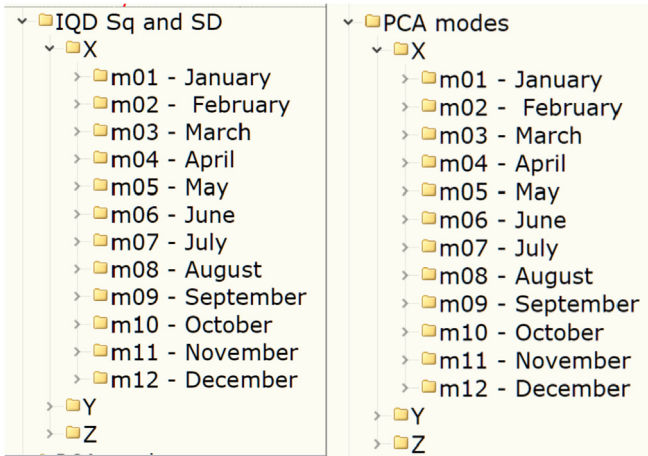 IQD Sq and SD
X
m01 - January
m02 -  February
m03 - March
m04 - April
m05 - May
m06 - June
m07 - July
m08 - August
m09 - September
m10 - October
m11 - November
m12 - December
Y
Z
PCA modes
X
m01 - January
m02 -  February
m03 - March
m04 - April
m05 - May
m06 - June
m07 - July
m08 - August
m09 - September
m10 - October
m11 - November
m12 - December
Y
Z